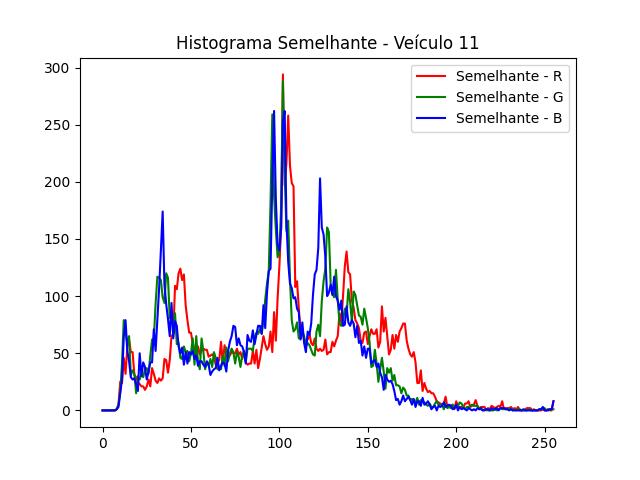 Histograma Semelhante - Veículo 11
Semelhante - R
Semelhante - G
Semelhante - B
300
250
200
150
100
50
0
0 50 100 150 200 250